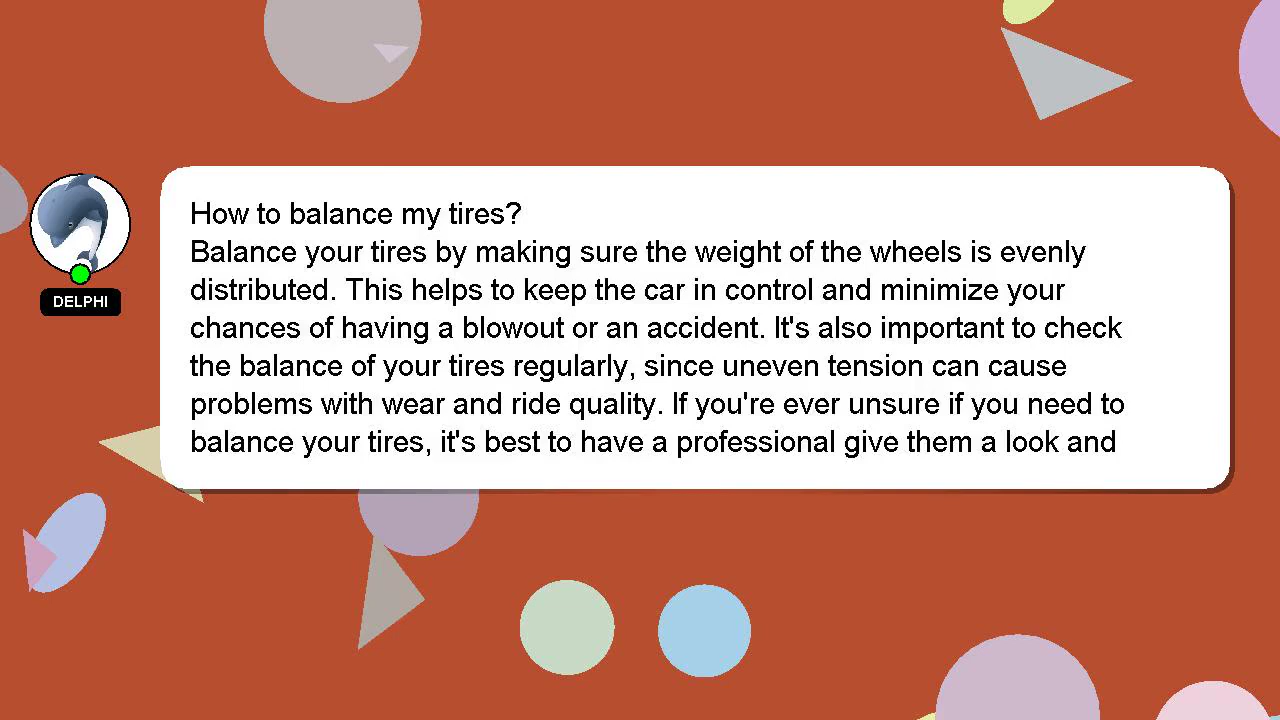 How to balance my tires?
Balance your tires by making sure the weight of the wheels is evenly
distributed. This helps to keep the car in control and minimize your
chances of having a blowout or an accident. It's also important to check
the balance of your tires regularly, since uneven tension can cause
problems with wear and ride quality. If you're ever unsure if you need to
balance your tires, it's best to have a professional give them a look and
DELPHI